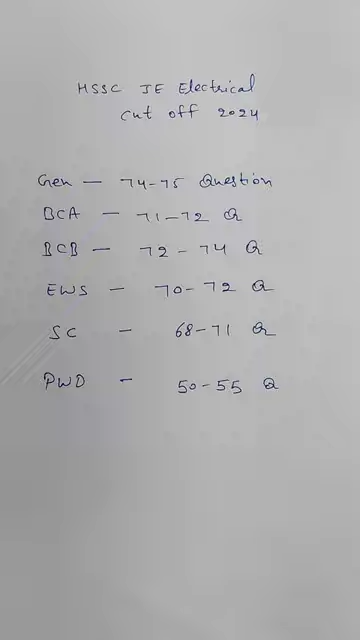 HSSC JE Electrical
Cut off 2024
Gen - 74-75 Question
BCA - 71-72 Q
BCB - 72-74 Q
EWS - 70-72 Q
SC - 68-71 Q
PWD - 50-55 Q